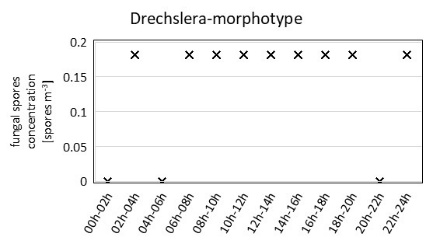 Drechslera-morphotype
fungal spores
concentration
[spores m-³]
0.2
0.15
0.1
0.05
0
00h-02h
02h-04h
04h-06h
06h-08h
08h-10h
10h-12h
12h-14h
14h-16h
16h-18h
18h-20h
20h-22h
22h-24h